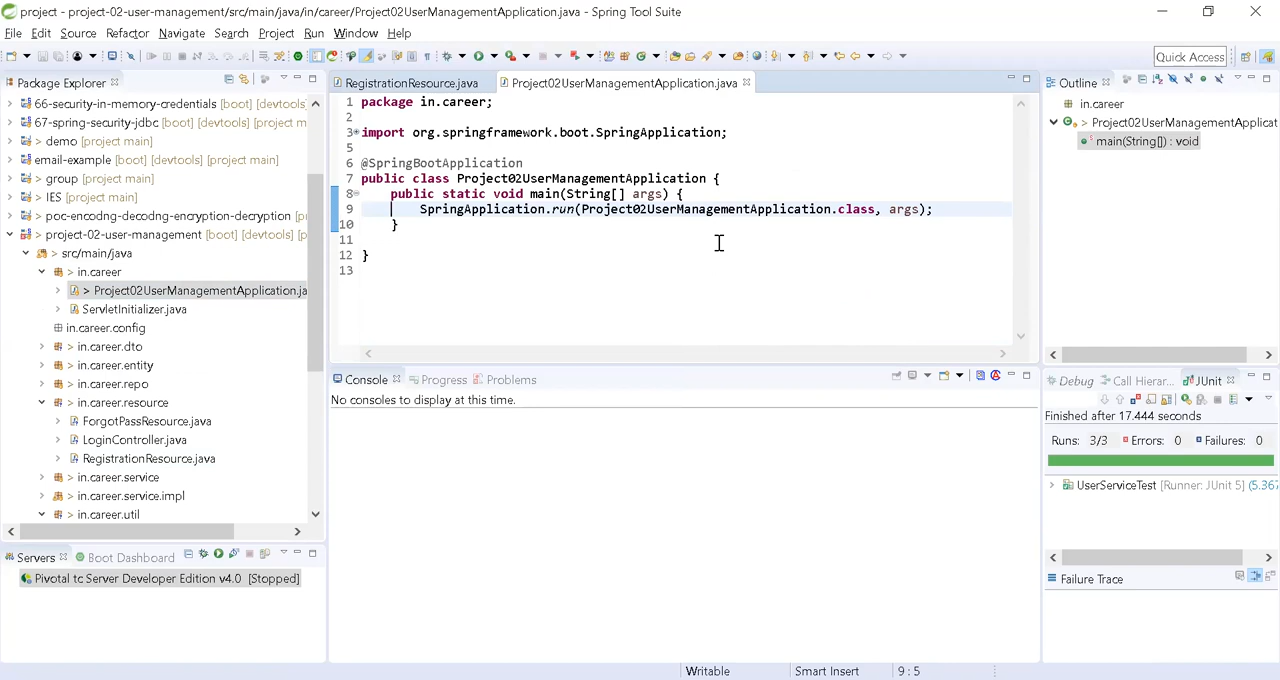 project - project-02-user-management/src/main/java/in/career/Project02UserManagementApplication.java - Spring Tool Suite
File Edit Source Refactor Navigate Search Project Run Window Help
Quick Access
Package Explorer
66-security-in-memory-credentials [boot] [devtools]
67-spring-security-jdbc [boot] [devtools] [project m
> demo [project main]
email-example [boot] [devtools] [project main]
> group [project main]
> IES [project main]
poc-encodng-decodng-encryption-decryption
> project-02-user-management [boot] [devtools]
> src/main/java
> in.career
> Project02UserManagementApplication.ja
ServletInitializer.java
in.career.config
> in.career.dto
> in.career.entity
> in.career.repo
> in.career.resource
> ForgotPassResource.java
> LoginController.java
> RegistrationResource.java
> in.career.service
> in.career.service.impl
> in.career.util
Servers Boot Dashboard
Pivotal tc Server Developer Edition v4.0 [Stopped]
RegistrationResource.java Project02UserManagementApplication.java
1 package in.career;
2
3 import org.springframework.boot.SpringApplication;
5
6 @SpringBootApplication
7 public class Project02UserManagementApplication {
8 public static void main(String[] args) {
9 SpringApplication.run(Project02UserManagementApplication.class, args);
10 }
11
12 }
13
Console Progress Problems
No consoles to display at this time.
Outline
in.career
> Project02UserManagementApplicat
main(String[]) : void
Debug Call Hierar... JUnit
Finished after 17.444 seconds
Runs: 3/3 Errors: 0 Failures: 0
UserServiceTest [Runner: JUnit 5] (5.367
Failure Trace
Writable Smart Insert 9 : 5